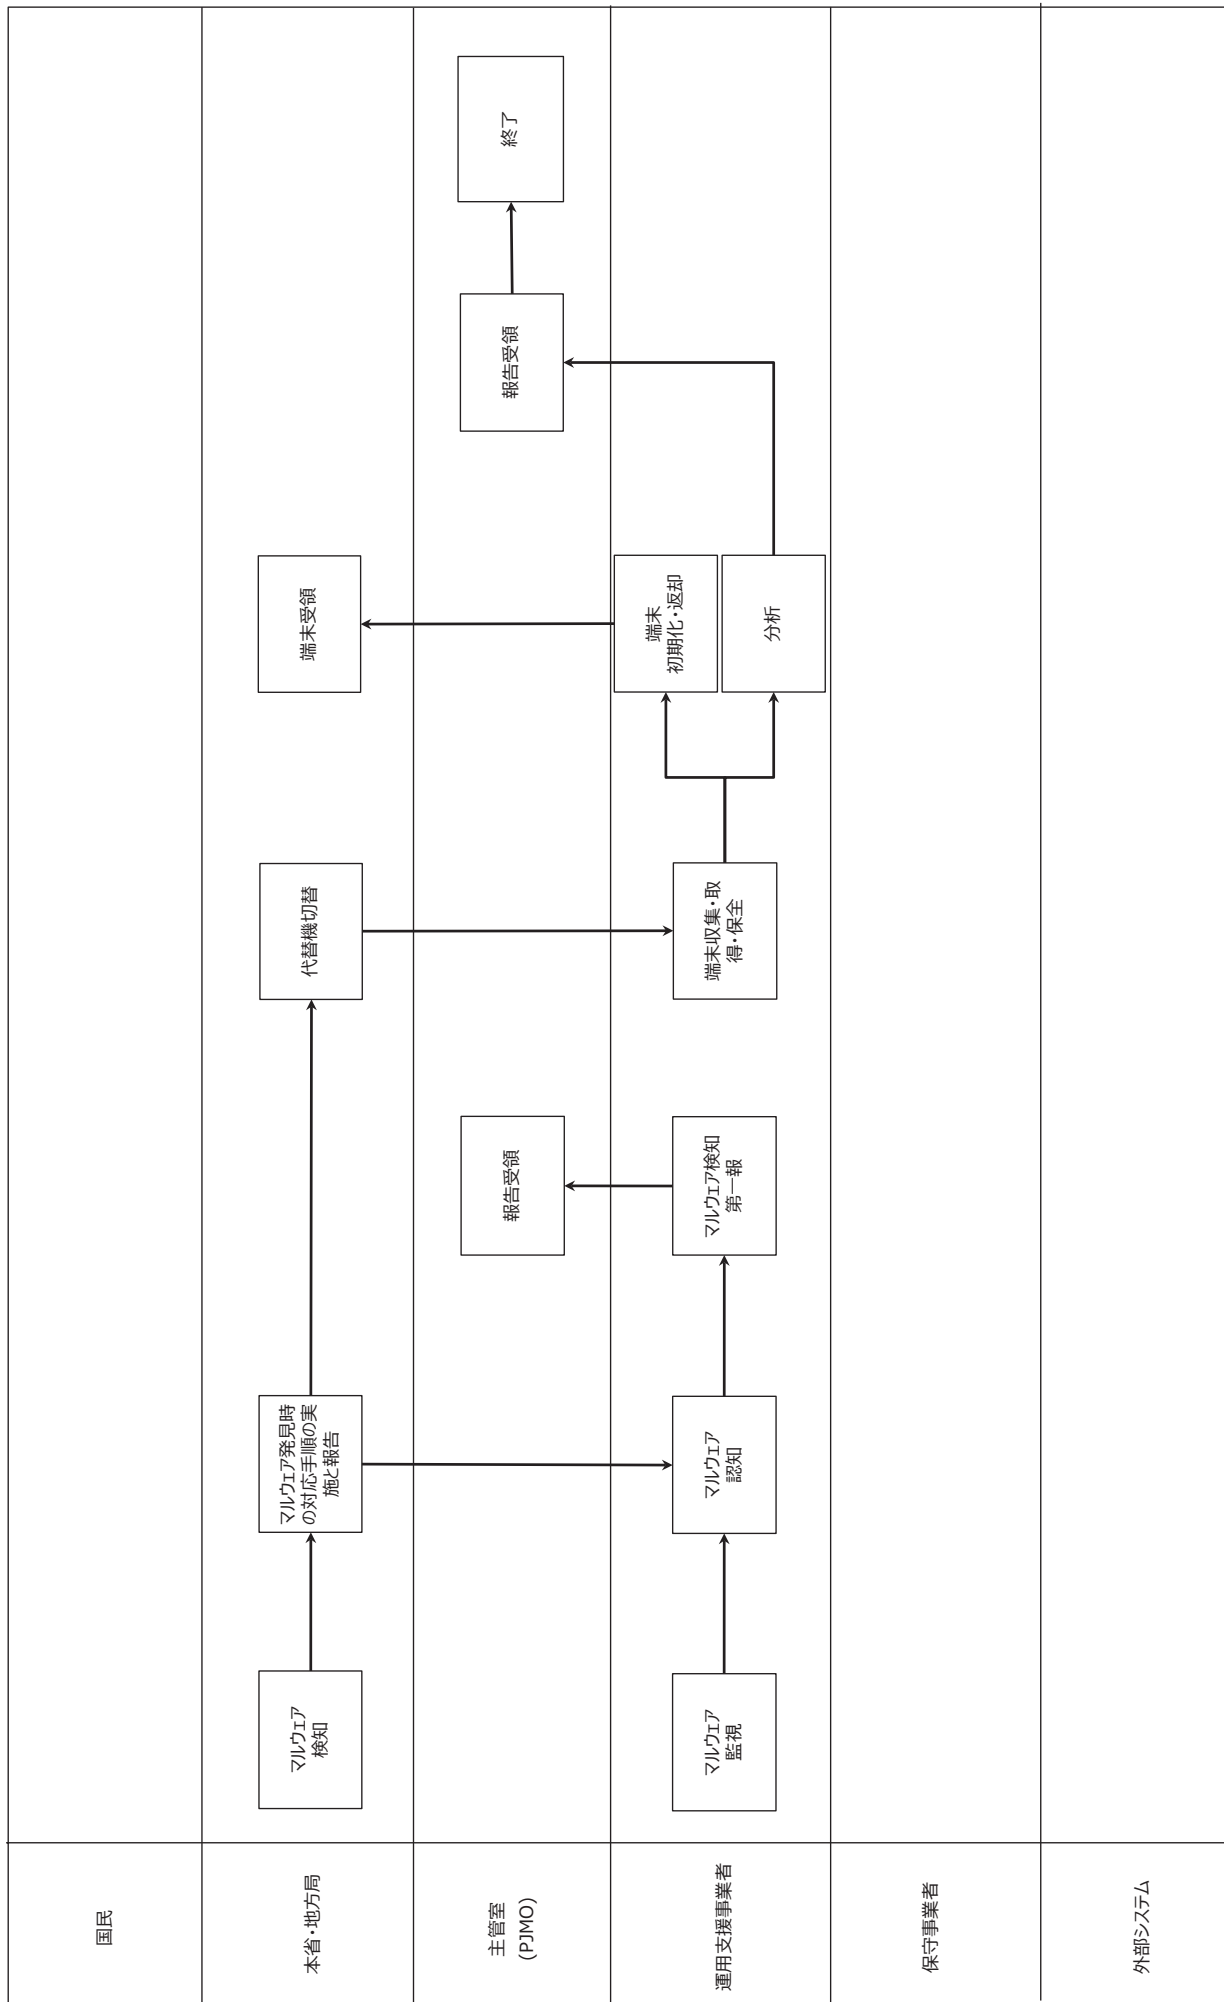 国民
本省・地方局
マルウェア
検知
マルウェア発見時
の対応手順の実
施と報告
代替機切替
端末受領
主管室
(PJMO)
報告受領
報告受領
終了
運用支援事業者
マルウェア
監視
マルウェア
認知
マルウェア検知
第一報
端末収集・取
得・保全
端末
初期化・返却
分析
保守事業者
外部システム